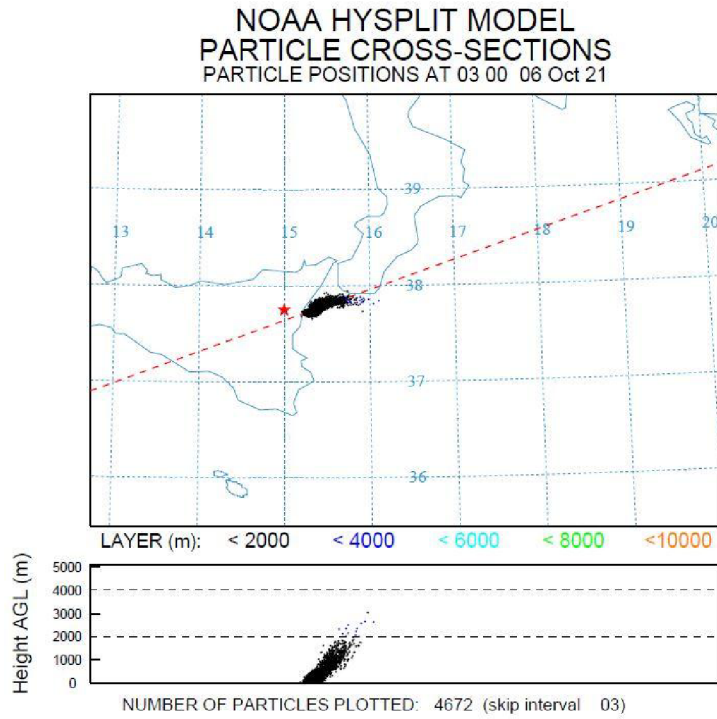 NOAA HYSPLIT MODEL
PARTICLE CROSS-SECTIONS
PARTICLE POSITIONS AT 03 00 06 Oct 21
39
13 14 15 16 17 18 19 20
38
37
36
LAYER (m): < 2000 < 4000 < 6000 < 8000 <10000
Height AGL (m)
5000
4000
3000
2000
1000
0
NUMBER OF PARTICLES PLOTTED: 4672 (skip interval 03)